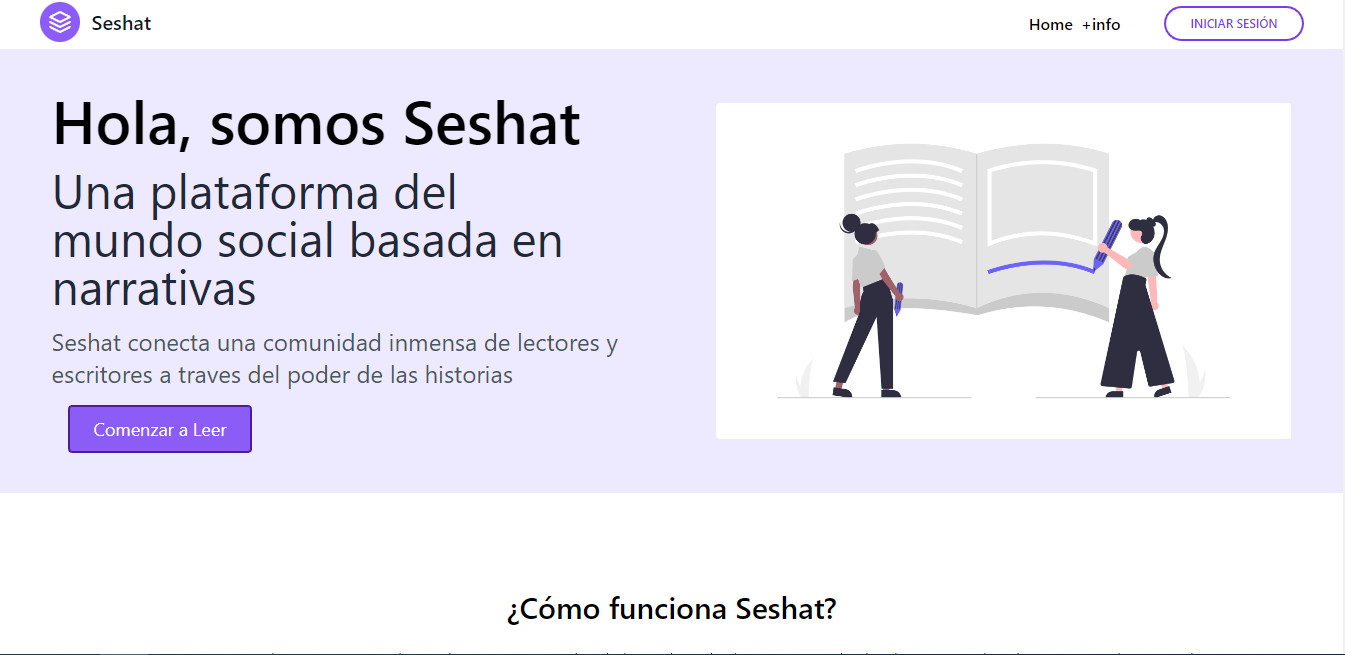 Seshat
Home +info
INICIAR SESIÓN
Hola, somos Seshat
Una plataforma del
mundo social basada en
narrativas
Seshat conecta una comunidad inmensa de lectores y
escritores a traves del poder de las historias
Comenzar a Leer
¿Cómo funciona Seshat?